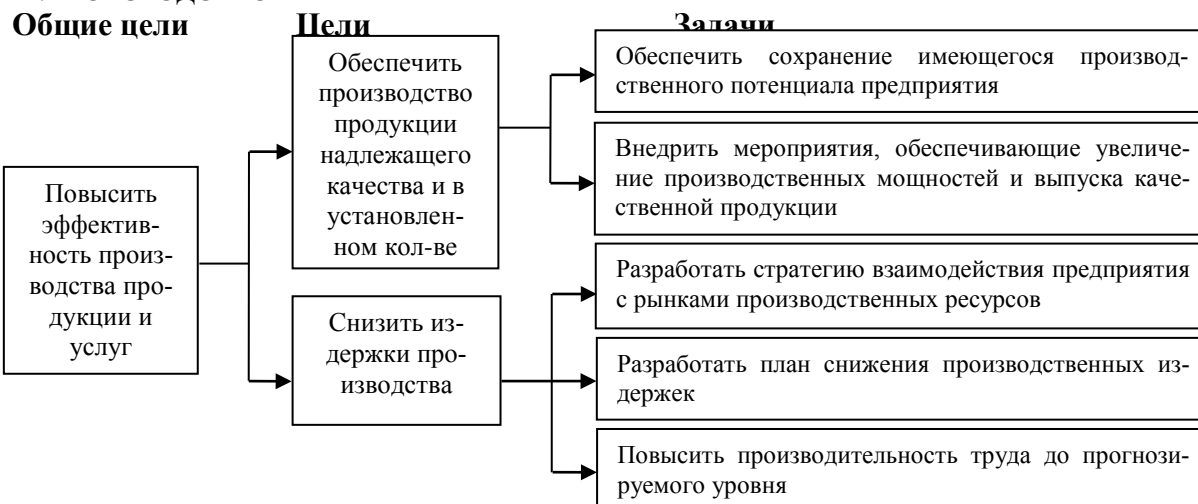 Общие цели
Цели
Задачи
Повысить
эффектив-
ность произ-
водства про-
дукции и
услуг
Обеспечить
производство
продукции
надлежащего
качества и в
установлен-
ном кол-ве
Снизить из-
держки про-
изводства
Обеспечить сохранение имеющегося производ-
ственного потенциала предприятия
Внедрить мероприятия, обеспечивающие увеличе-
ние производственных мощностей и выпуска каче-
ственной продукции
Разработать стратегию взаимодействия предприятия
с рынками производственных ресурсов
Разработать план снижения производственных из-
держек
Повысить производительность труда до прогнози-
руемого уровня